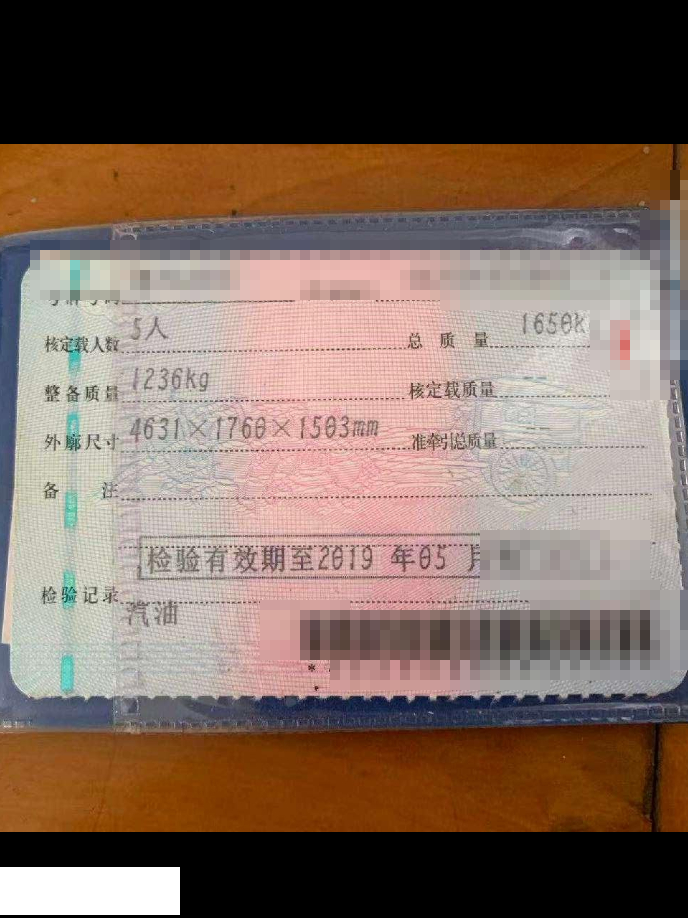 核定载人数 5人 总质量 1650k
整备质量 1236kg 核定载质量 --
外廓尺寸 4631×1760×1503mm 准牵引总质量 --
备注
检验有效期至2019 年05 月
检验记录
汽油
*